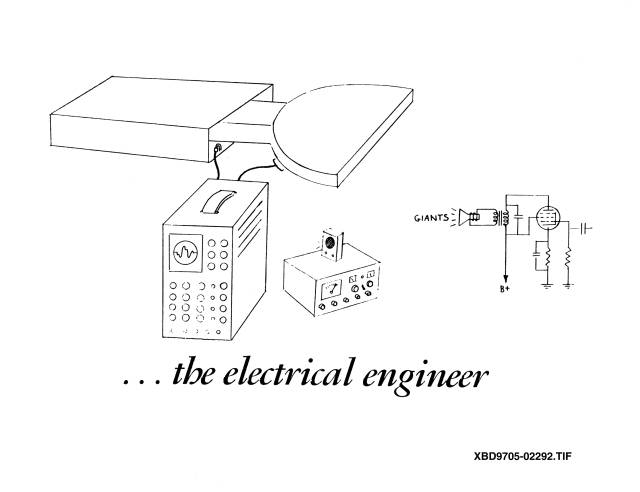 GIANTS
B+
... the electrical engineer
XBD9705-02292.TIF